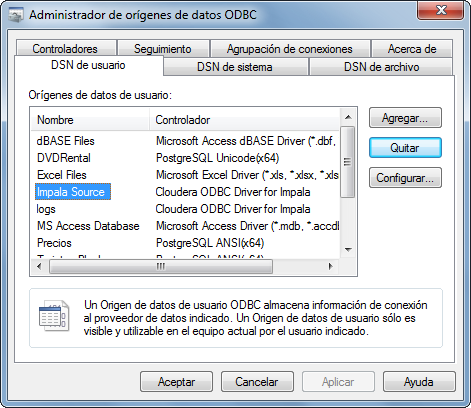 Administrador de orígenes de datos ODBC
Controladores Seguimiento Agrupación de conexiones Acerca de
DSN de usuario DSN de sistema DSN de archivo
Orígenes de datos de usuario:
Nombre Controlador
dBASE Files Microsoft Access dBASE Driver (*.dbf,
DVDRental PostgreSQL Unicode(x64)
Excel Files Microsoft Excel Driver (*.xls, *.xlsx, *.xls
Impala Source Cloudera ODBC Driver for Impala
logs Cloudera ODBC Driver for Impala
MS Access Database Microsoft Access Driver (*.mdb, *.accdb
Precios PostgreSQL ANSI(x64)
Agregar...
Quitar
Configurar...
Un Origen de datos de usuario ODBC almacena información de conexión
al proveedor de datos indicado. Un Origen de datos de usuario sólo es
visible y utilizable en el equipo actual por el usuario indicado.
Aceptar Cancelar Aplicar Ayuda